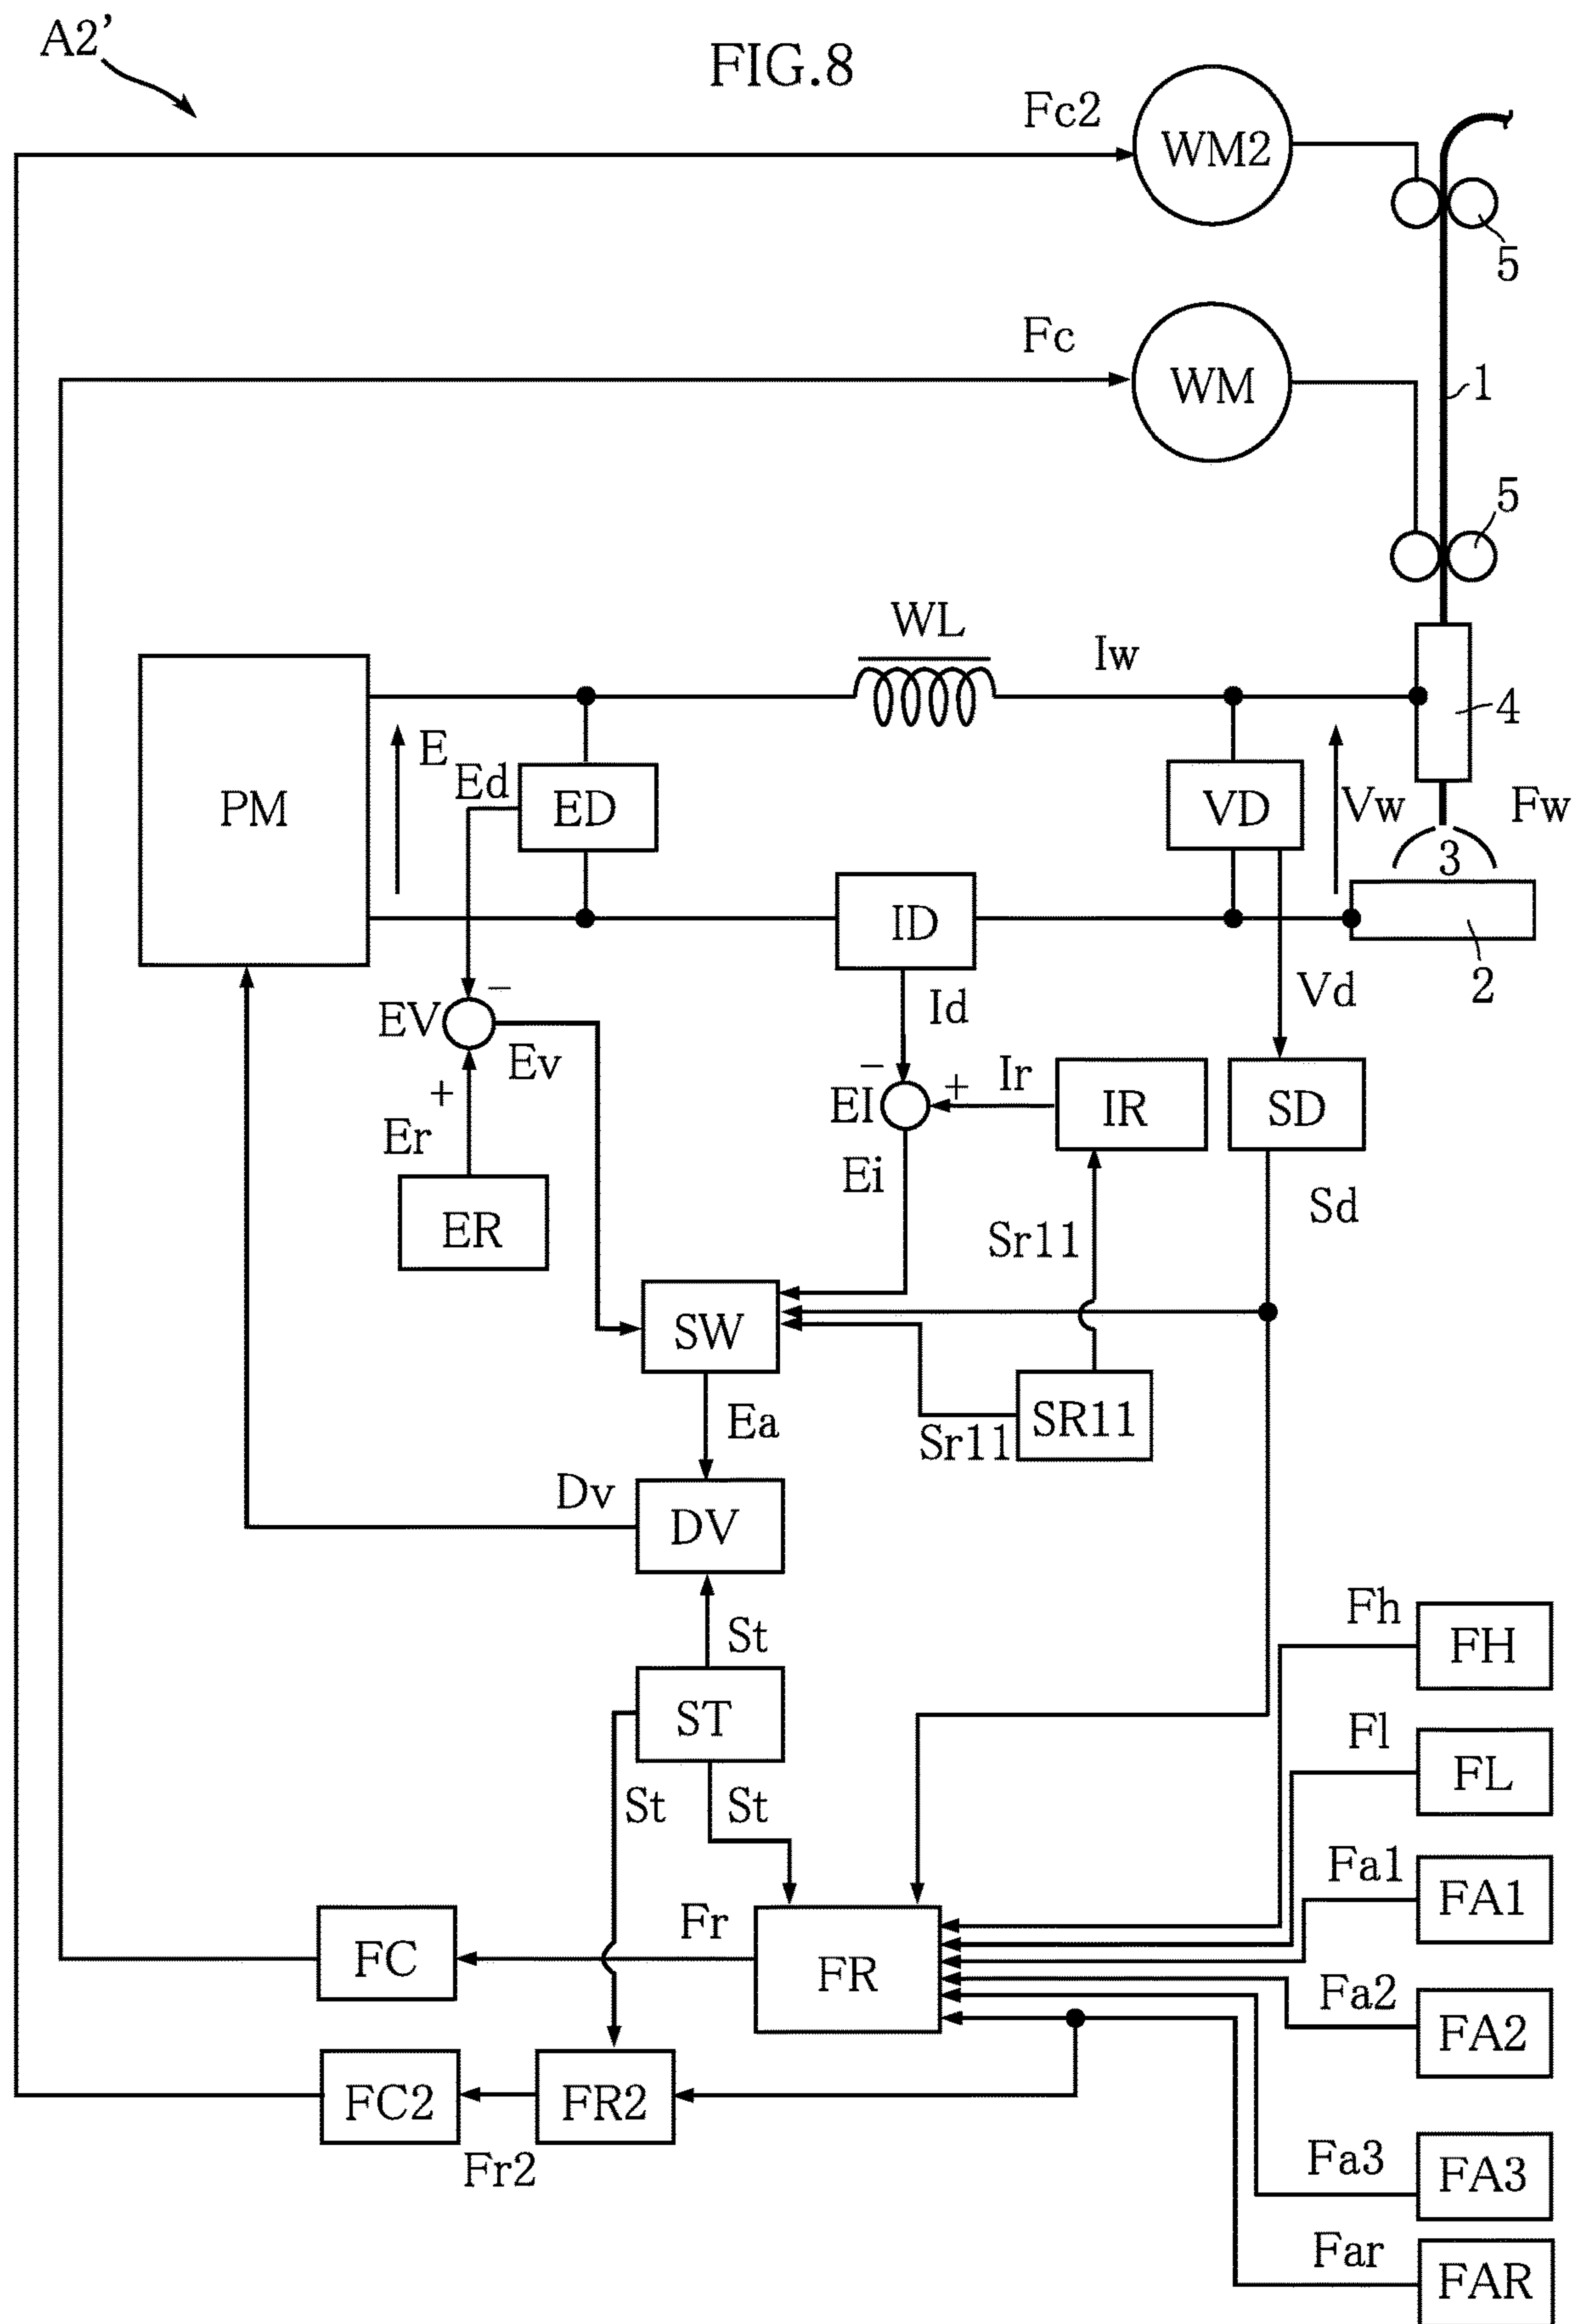 A2’
FIG.8
Fc2
WM2
5
Fc
WM
1
5
WL
Iw
4
PM
E
Ed
ED
VD
Vw
Fw
3
ID
2
Vd
−
EV
Ev
Id
+
Er
ER
−
EI
+
Ir
IR
SD
Ei
Sd
Sr11
SW
Sr11
SR11
Ea
Dv
DV
St
ST
St
St
Fh
FH
Fl
FL
Fa1
FA1
Fr
FC
FR
Fa2
FA2
FC2
FR2
Fr2
Fa3
FA3
Far
FAR